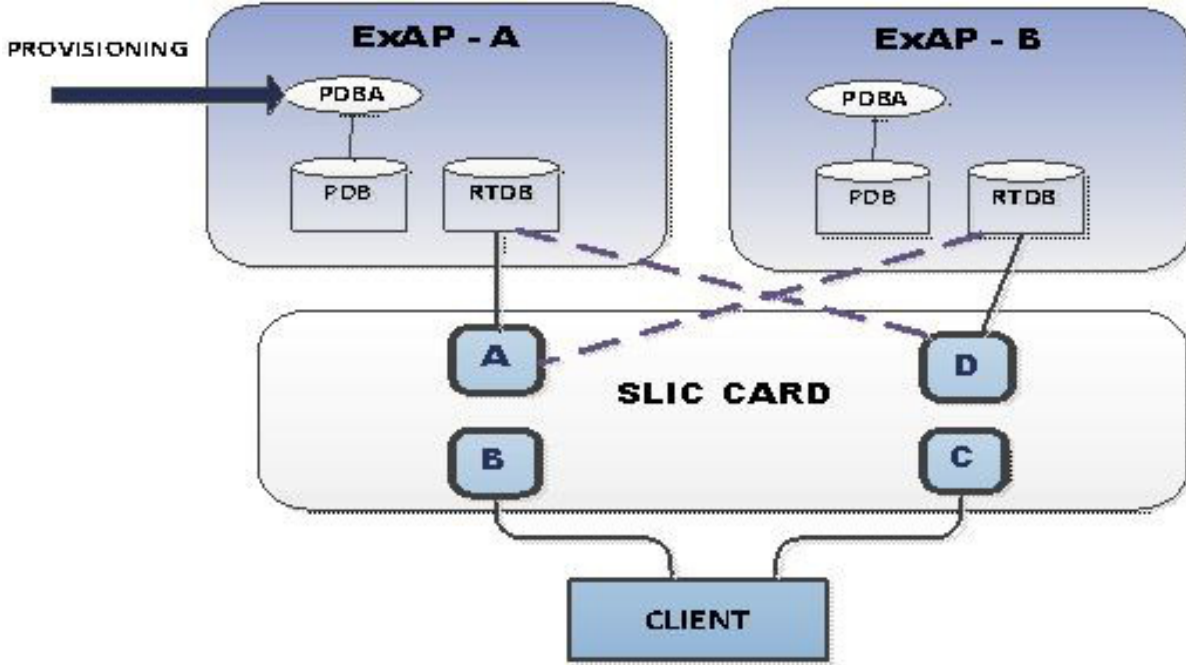 ExAP - A
ExAP - B
PROVISIONING
PDBA
PDBA
PDB
RTDB
PDB
RTDB
A
D
SLIC CARD
B
C
CLIENT